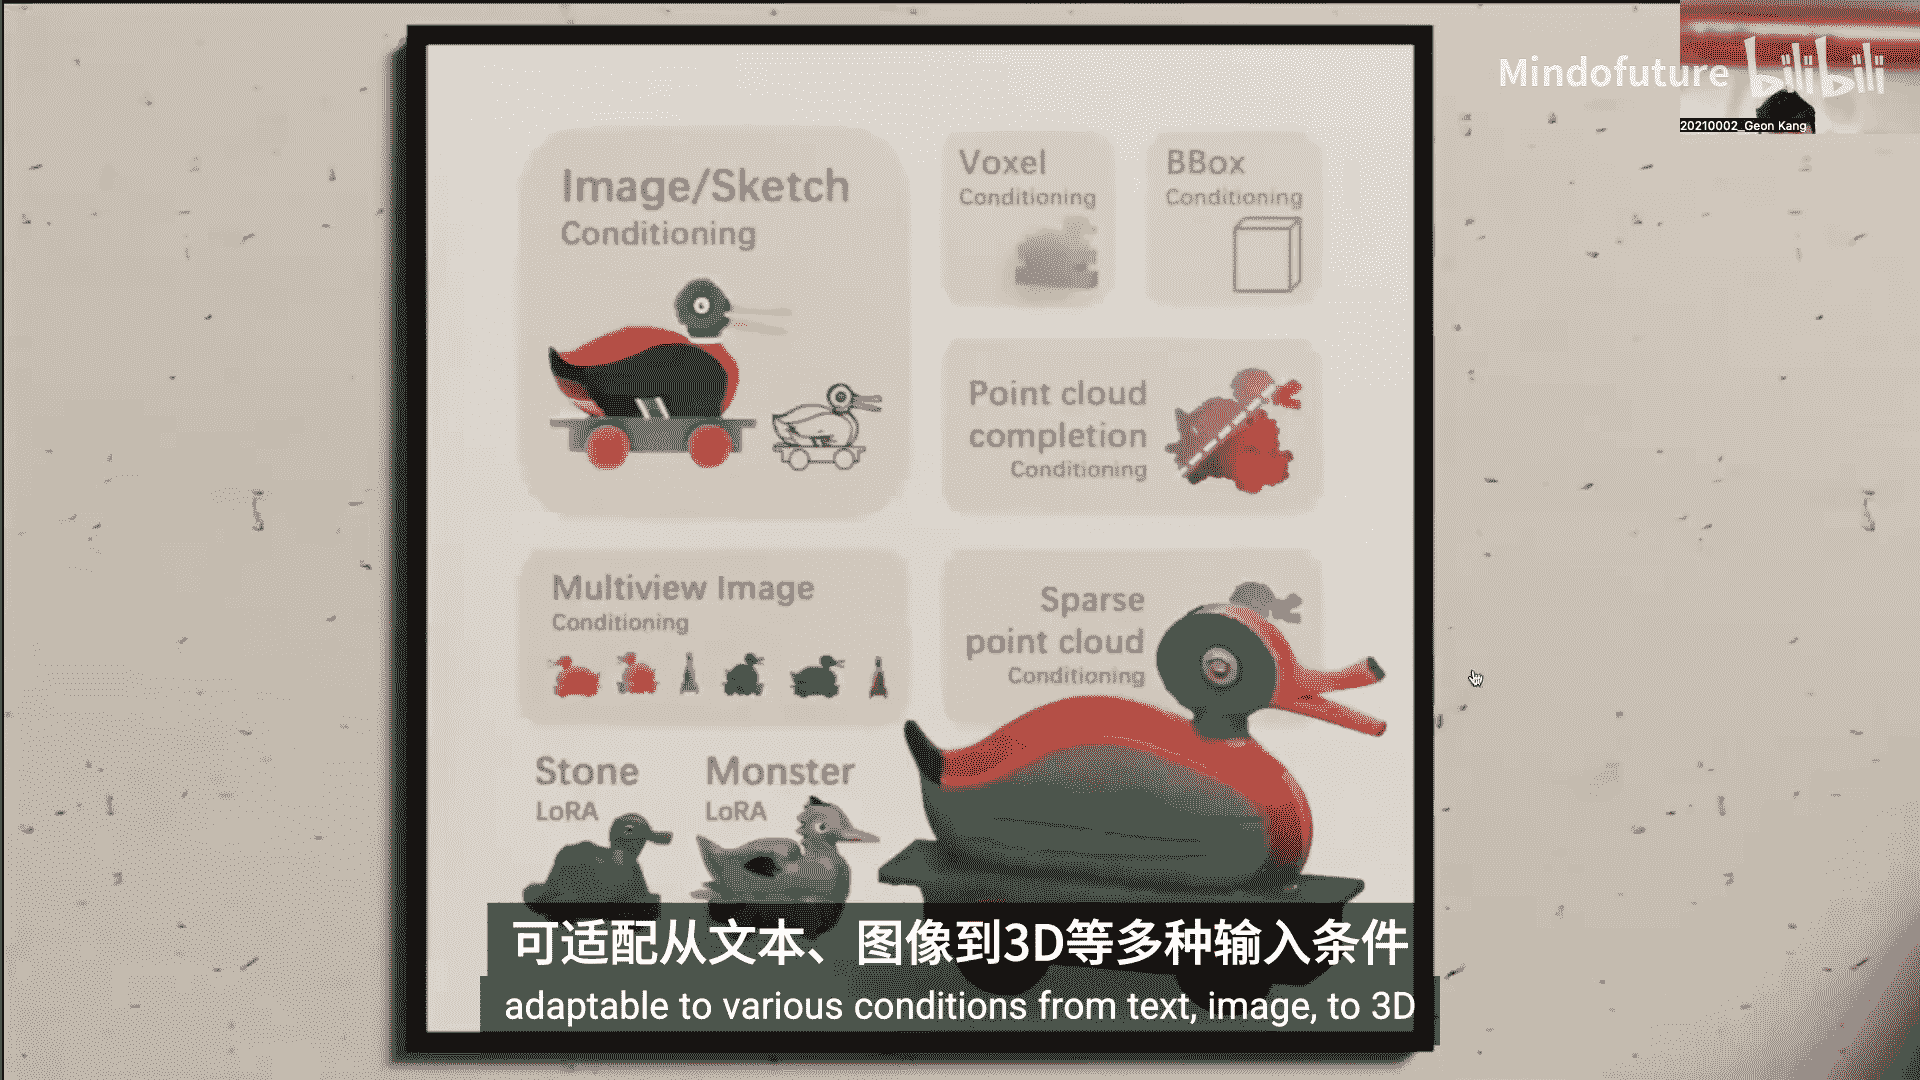 Mindofuture
bilibili
20210002_Geon Kang
Image/Sketch
Conditioning
Voxel
Conditioning
BBox
Conditioning
Point cloud
completion
Conditioning
Multiview Image
Conditioning
Sparse
point cloud
Conditioning
Stone
LoRA
Monster
LoRA
可适配从文本、图像到3D等多种输入条件
adaptable to various conditions from text, image, to 3D